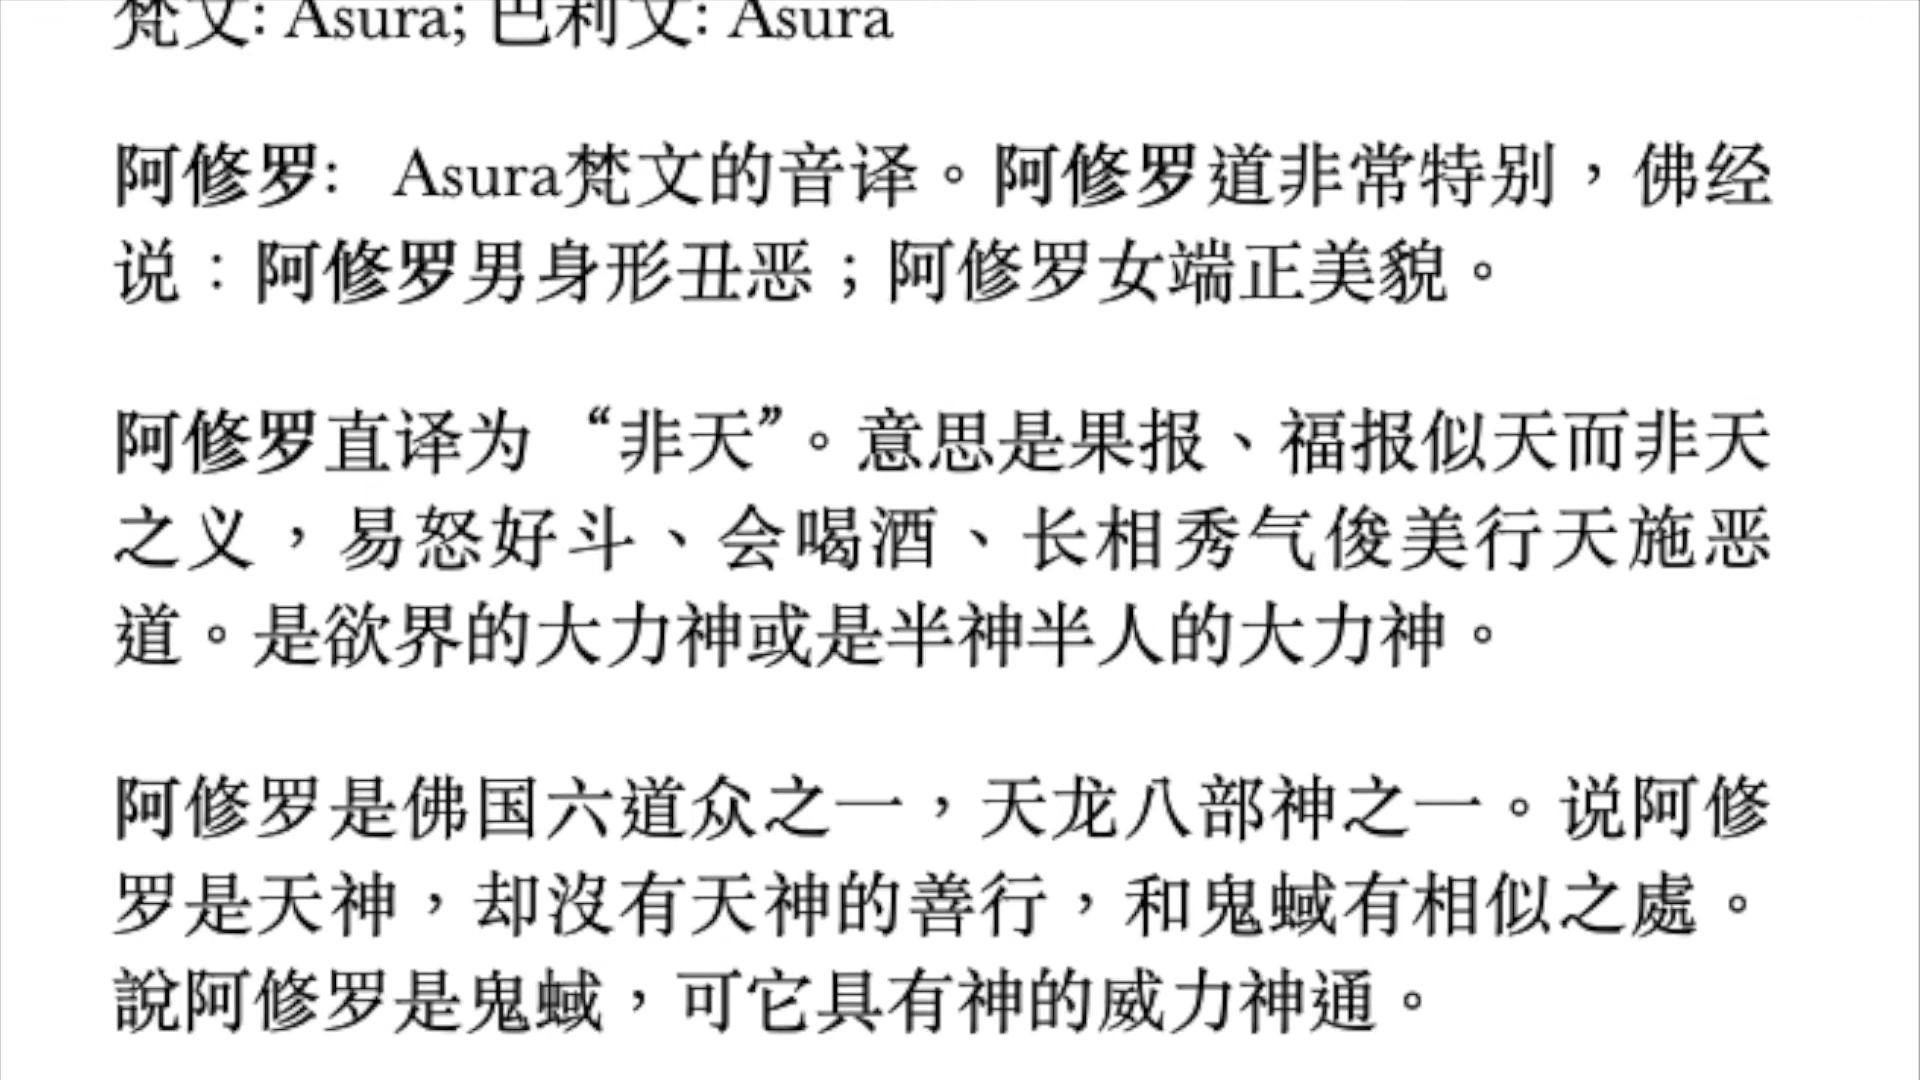 梵文: Asura; 巴利文: Asura
阿修罗: Asura梵文的音译。阿修罗道非常特别，佛经
说：阿修罗男身形丑恶；阿修罗女端正美貌。
阿修罗直译为 “非天”。意思是果报、福报似天而非天
之义，易怒好斗、会喝酒、长相秀气俊美行天施恶
道。是欲界的大力神或是半神半人的大力神。
阿修罗是佛国六道众之一，天龙八部神之一。说阿修
罗是天神，却沒有天神的善行，和鬼蜮有相似之處。
說阿修罗是鬼蜮，可它具有神的威力神通。